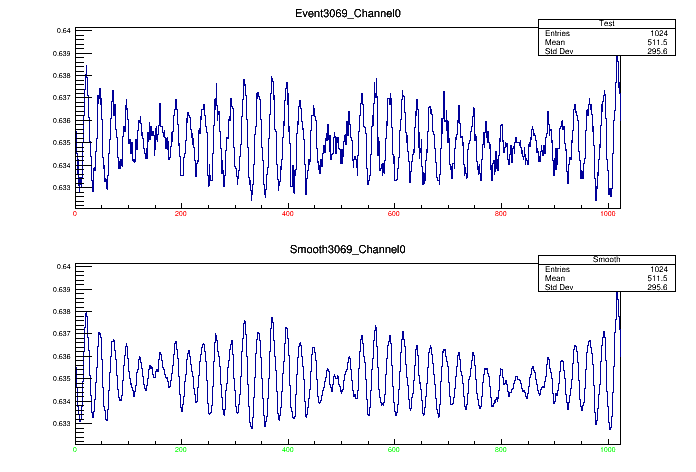 Event3069_Channel0
Test
Entries 1024
Mean 511.5
Std Dev 295.6
0.64
0.639
0.638
0.637
0.636
0.635
0.634
0.633
0 200 400 600 800 1000
Smooth3069_Channel0
Smooth
Entries 1024
Mean 511.5
Std Dev 295.6
0.64
0.639
0.638
0.637
0.636
0.635
0.634
0.633
0 200 400 600 800 1000